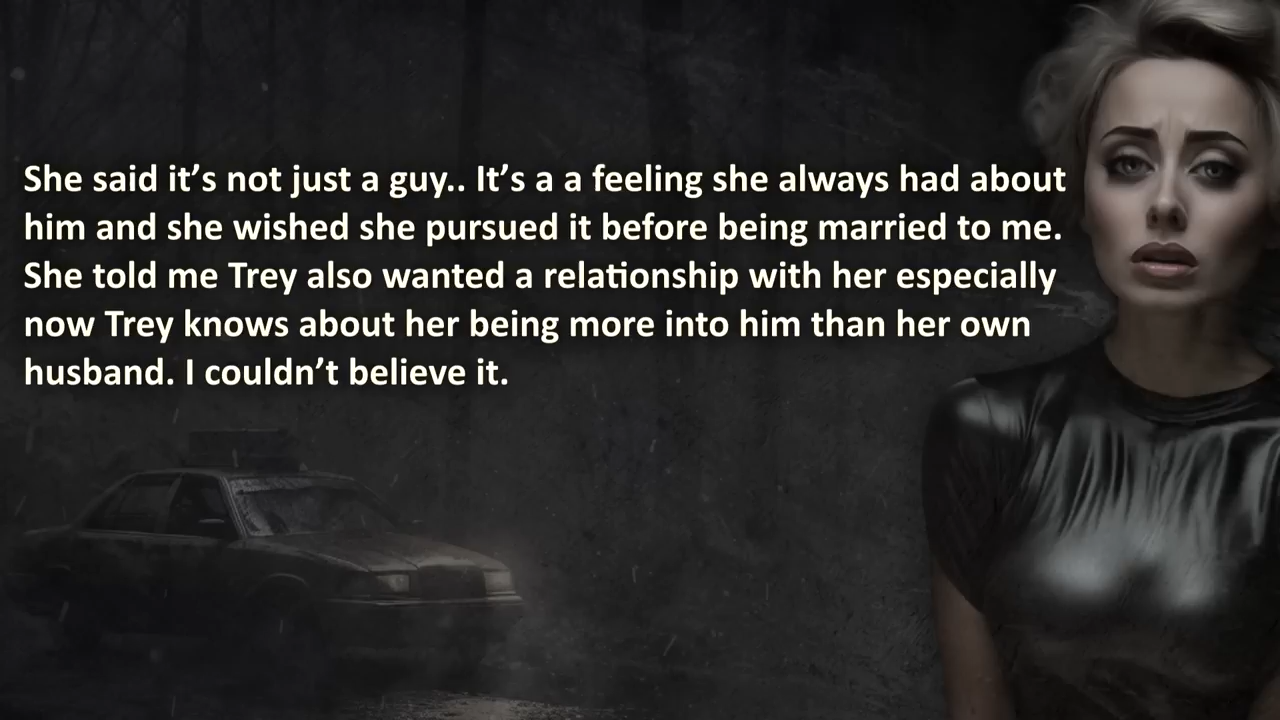 She said it’s not just a guy.. It’s a a feeling she always had about
him and she wished she pursued it before being married to me.
She told me Trey also wanted a relationship with her especially
now Trey knows about her being more into him than her own
husband. I couldn’t believe it.